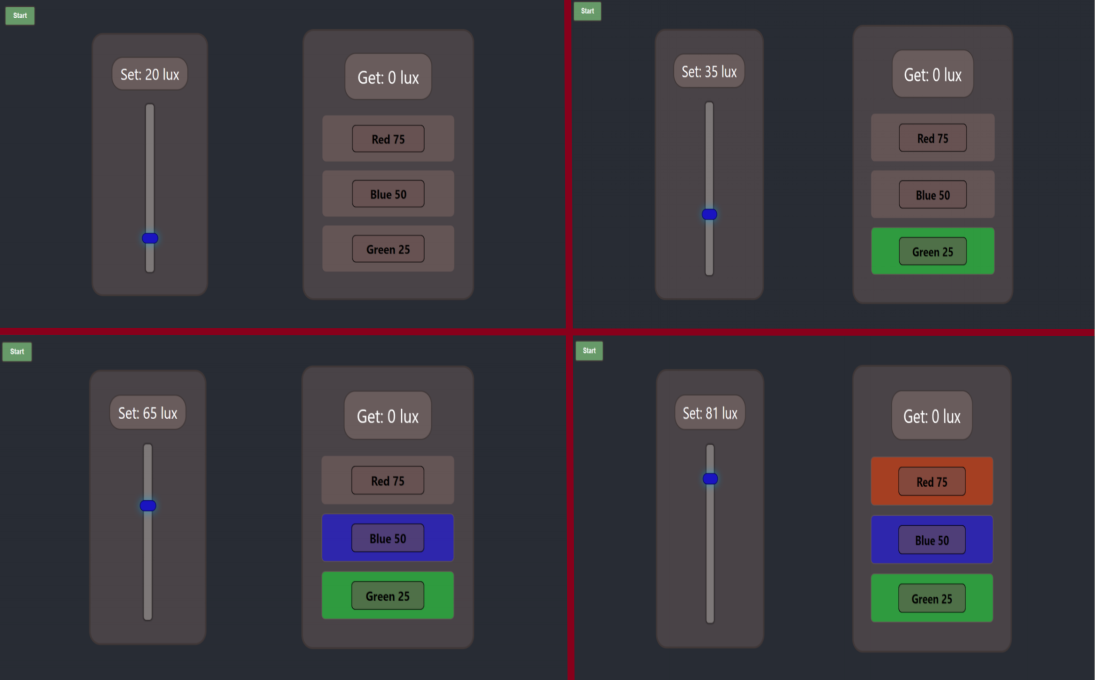 Start
Set: 20 lux
Get: 0 lux
Red 75
Blue 50
Green 25
Start
Set: 35 lux
Get: 0 lux
Red 75
Blue 50
Green 25
Start
Set: 65 lux
Get: 0 lux
Red 75
Blue 50
Green 25
Start
Set: 81 lux
Get: 0 lux
Red 75
Blue 50
Green 25